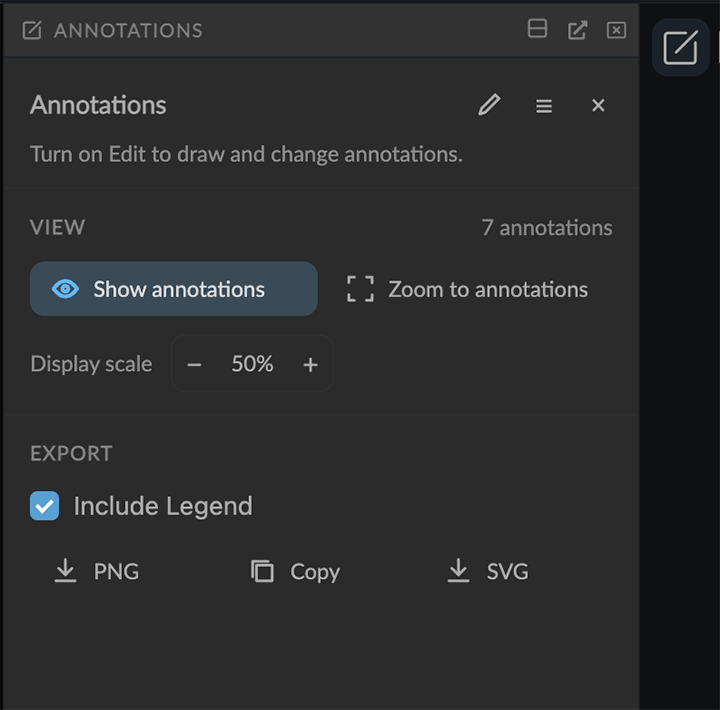 ANNOTATIONS
Annotations
Turn on Edit to draw and change annotations.
VIEW 7 annotations
Show annotations Zoom to annotations
Display scale − 50% +
EXPORT
Include Legend
PNG Copy SVG